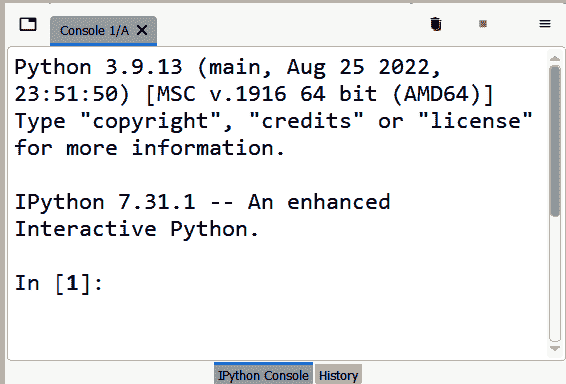 Console 1/A
Python 3.9.13 (main, Aug 25 2022,
23:51:50) [MSC v.1916 64 bit (AMD64)]
Type "copyright", "credits" or "license"
for more information.
IPython 7.31.1 -- An enhanced
Interactive Python.
In [1]:
IPython Console History